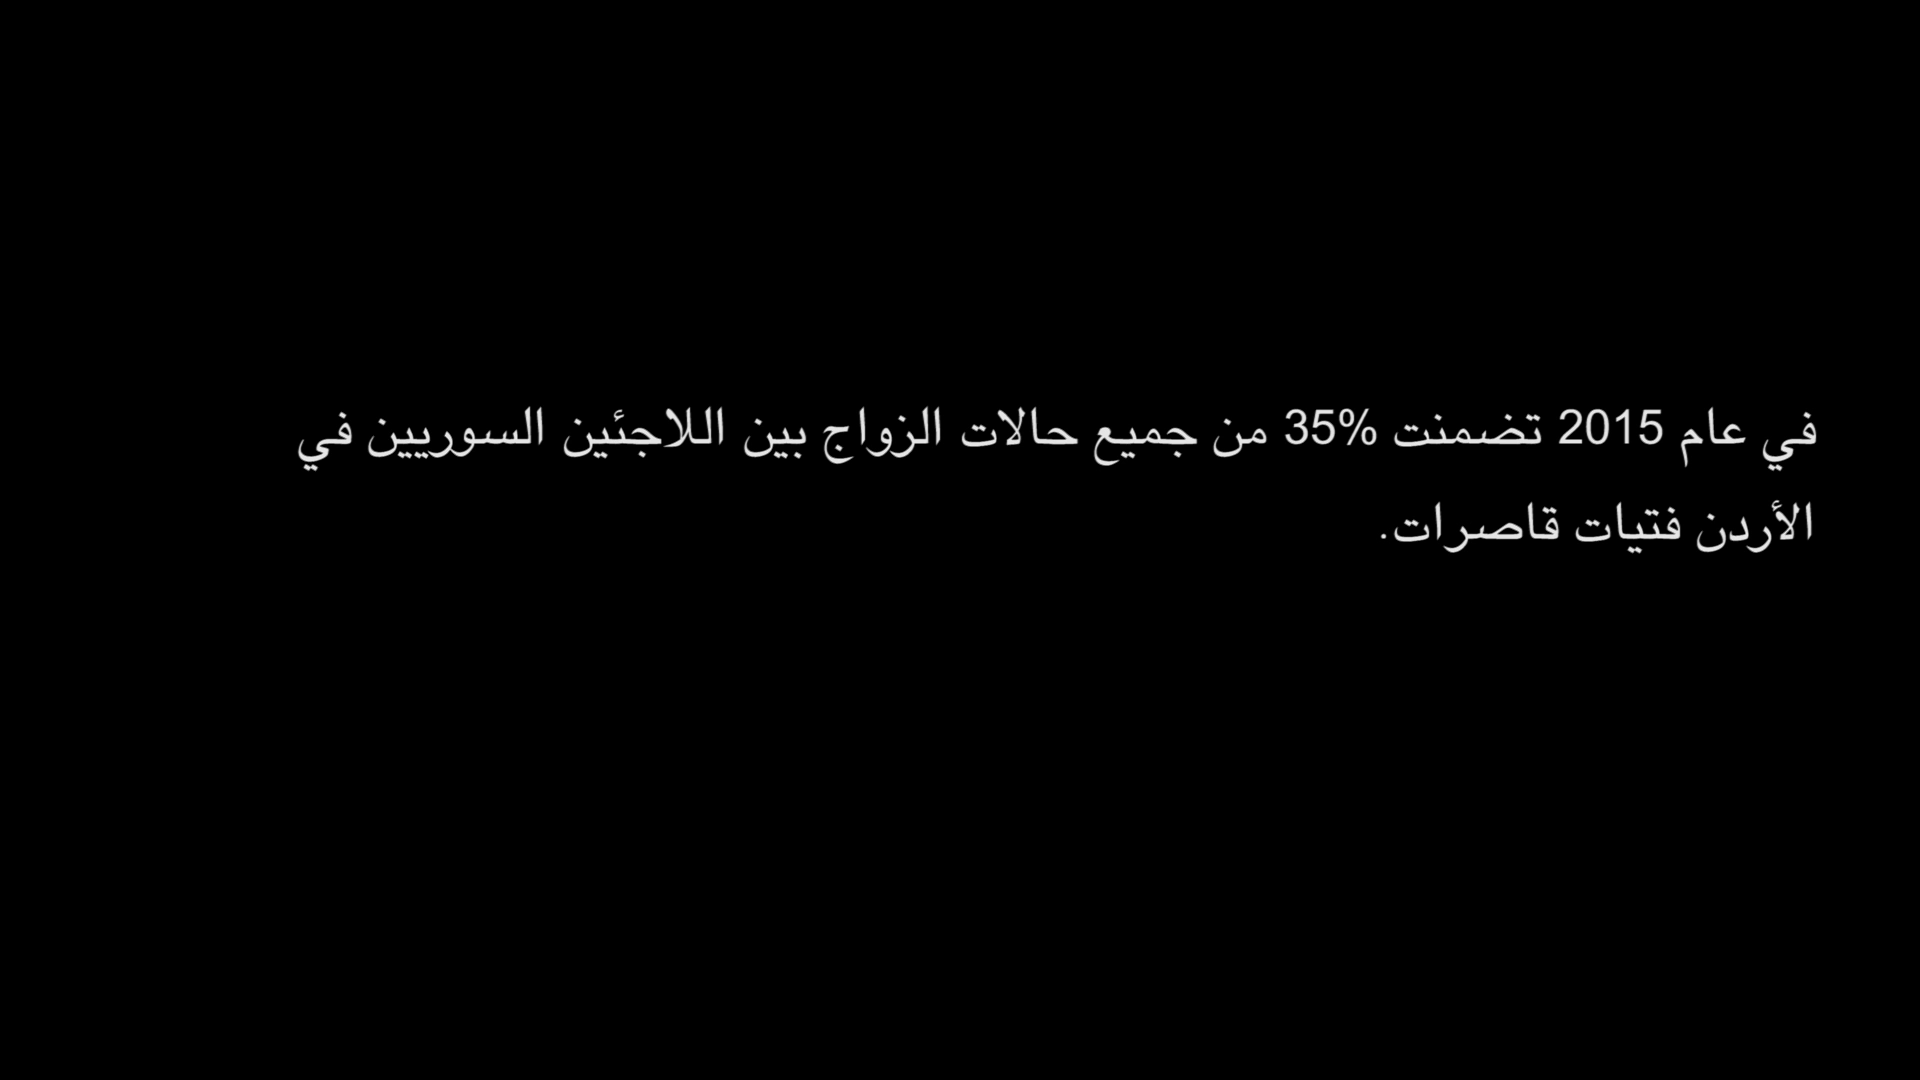 في عام 2015 تضمنت 35% من جميع حالات الزواج بين اللاجئين السوريين في
الأردن فتيات قاصرات.